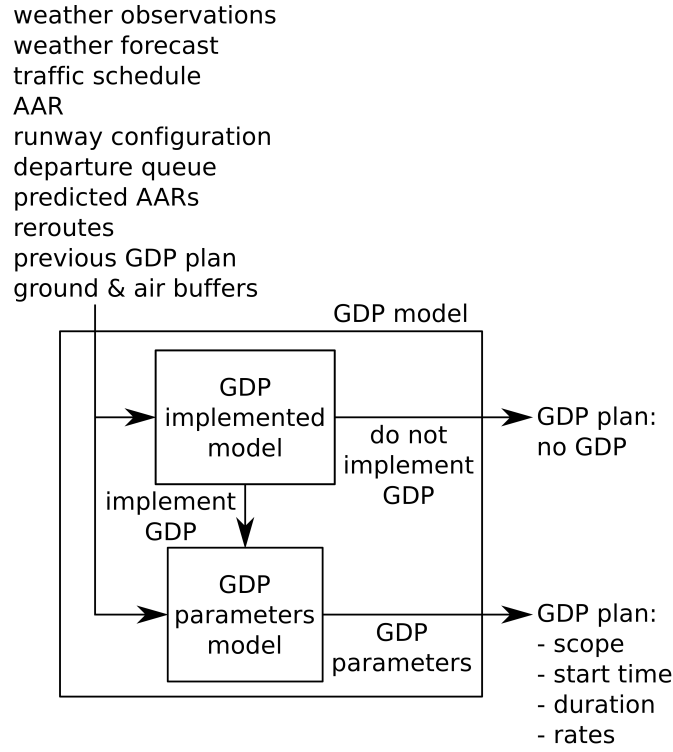 weather observations
weather forecast
traffic schedule
AAR
runway configuration
departure queue
predicted AARs
reroutes
previous GDP plan
ground & air buffers
GDP model
GDP
implemented
model
do not
implement
GDP
GDP plan:
no GDP
implement
GDP
GDP
parameters
model
GDP
parameters
GDP plan:
- scope
- start time
- duration
- rates